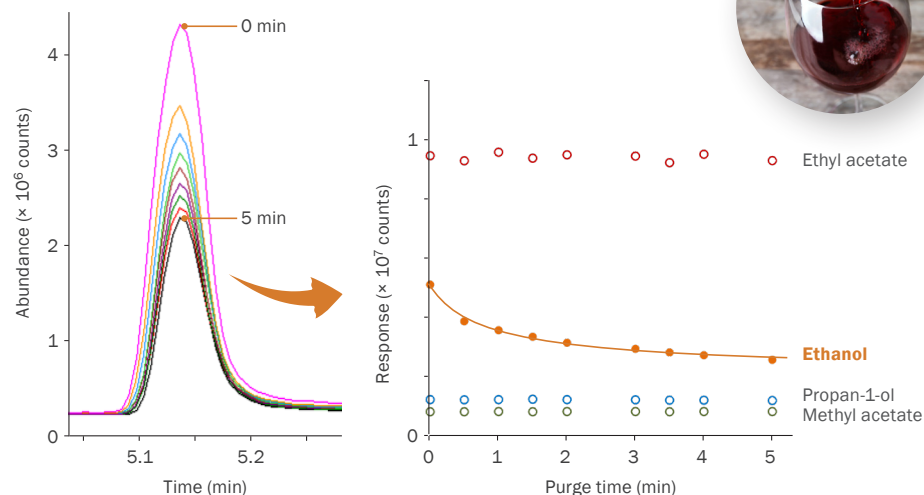 0 min
4
3
5 min
2
1
0
5.1 5.2
Time (min)
Abundance (× 10⁶ counts)
1
0
0 1 2 3 4 5
Purge time (min)
Response (× 10⁷ counts)
Ethyl acetate
Ethanol
Propan-1-ol
Methyl acetate